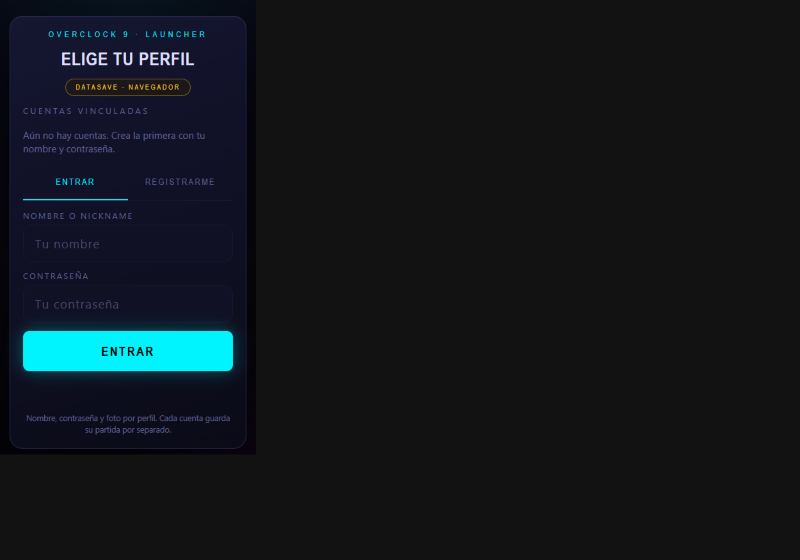 OVERCLOCK 9 · LAUNCHER
ELIGE TU PERFIL
DATASAVE · NAVEGADOR
CUENTAS VINCULADAS
Aún no hay cuentas. Crea la primera con tu
nombre y contraseña.
ENTRAR REGISTRARME
NOMBRE O NICKNAME
Tu nombre
CONTRASEÑA
Tu contraseña
ENTRAR
Nombre, contraseña y foto por perfil. Cada cuenta guarda
su partida por separado.